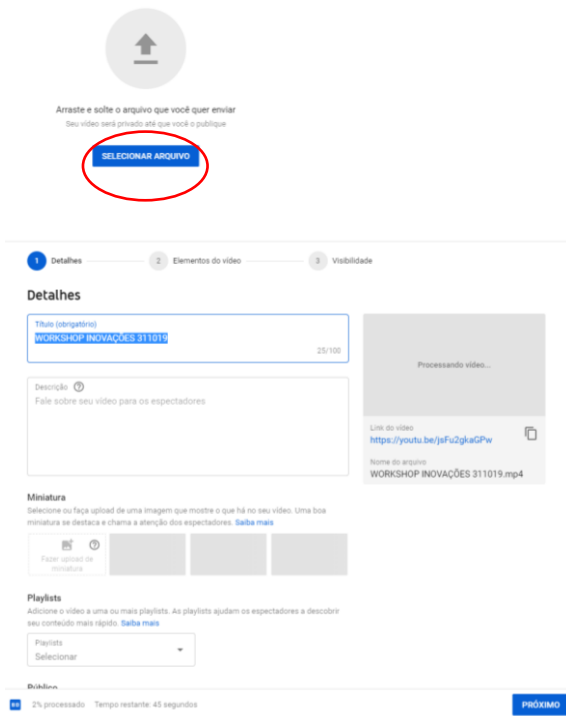 Arraste e solte o arquivo que você quer enviar
Seu vídeo será privado até que você o publique
SELECIONAR ARQUIVO
1 Detalhes 2 Elementos do vídeo 3 Visibilidade
Detalhes
Título (obrigatório)
WORKSHOP INOVAÇÕES 311019
25/100
Processando vídeo...
Descrição
Fale sobre seu vídeo para os espectadores
Link do vídeo
https://youtu.be/jsFu2gkaGPw
Nome do arquivo
WORKSHOP INOVAÇÕES 311019.mp4
Miniatura
Selecione ou faça upload de uma imagem que mostre o que há no seu vídeo. Uma boa
miniatura se destaca e chama a atenção dos espectadores. Saiba mais
Fazer upload de
miniatura
Playlists
Adicione o vídeo a uma ou mais playlists. As playlists ajudam os espectadores a descobrir
seu conteúdo mais rápido. Saiba mais
Playlists
Selecionar
Público
2% processado Tempo restante: 45 segundos
PRÓXIMO